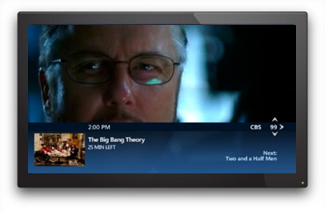 2:00 PM CBS 99 >
The Big Bang Theory
25 MIN LEFT
Next:
Two and a Half Men